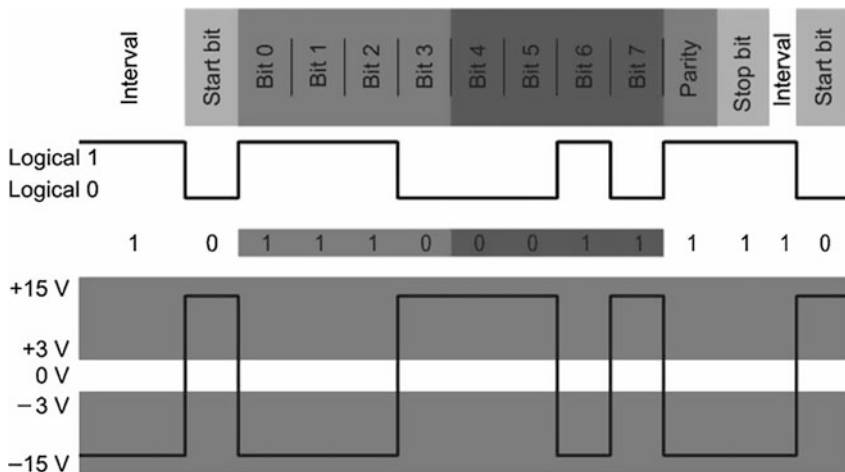 Interval Start bit Bit 0 Bit 1 Bit 2 Bit 3 Bit 4 Bit 5 Bit 6 Bit 7 Parity Stop bit Interval Start bit
Logical 1
Logical 0
1 0 1 1 1 0 0 0 1 1 1 1 1 0
+15 V
+3 V
0 V
−3 V
–15 V